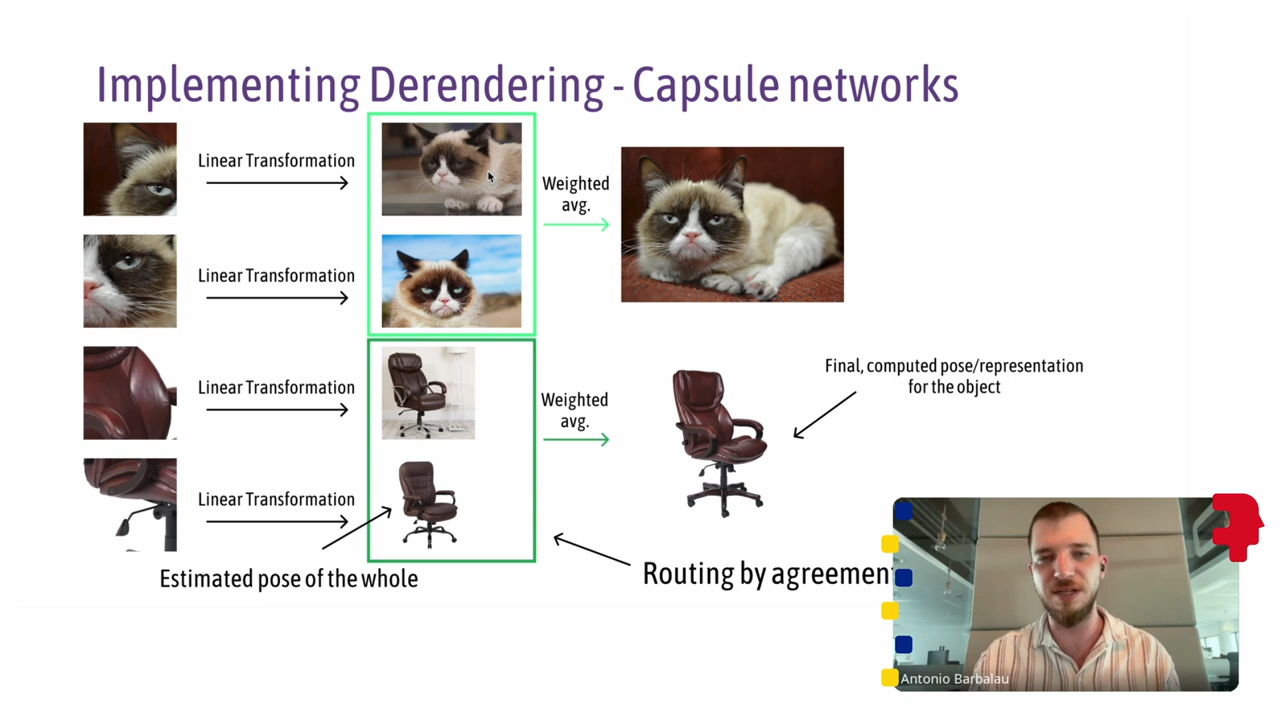 Implementing Derendering - Capsule networks
Linear Transformation
Weighted
avg.
Linear Transformation
Linear Transformation
Weighted
avg.
Final, computed pose/representation
for the object
Linear Transformation
Estimated pose of the whole
Routing by agreemen
Antonio Barbalau